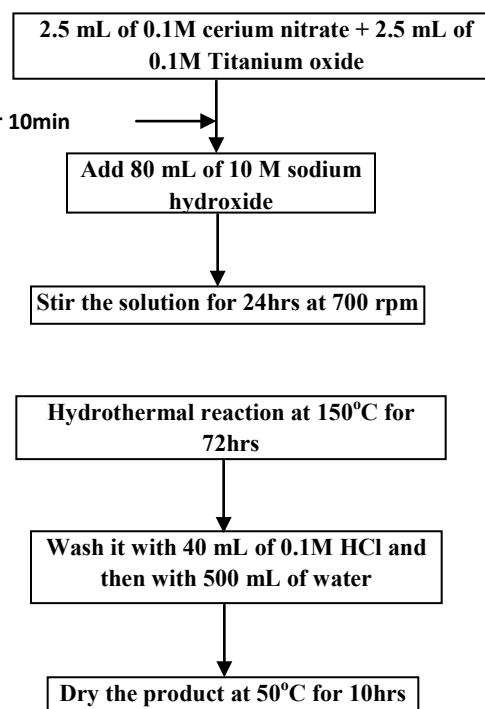 2.5 mL of 0.1M cerium nitrate + 2.5 mL of
0.1M Titanium oxide
10min
Add 80 mL of 10 M sodium
hydroxide
Stir the solution for 24hrs at 700 rpm
Hydrothermal reaction at 150°C for
72hrs
Wash it with 40 mL of 0.1M HCl and
then with 500 mL of water
Dry the product at 50°C for 10hrs